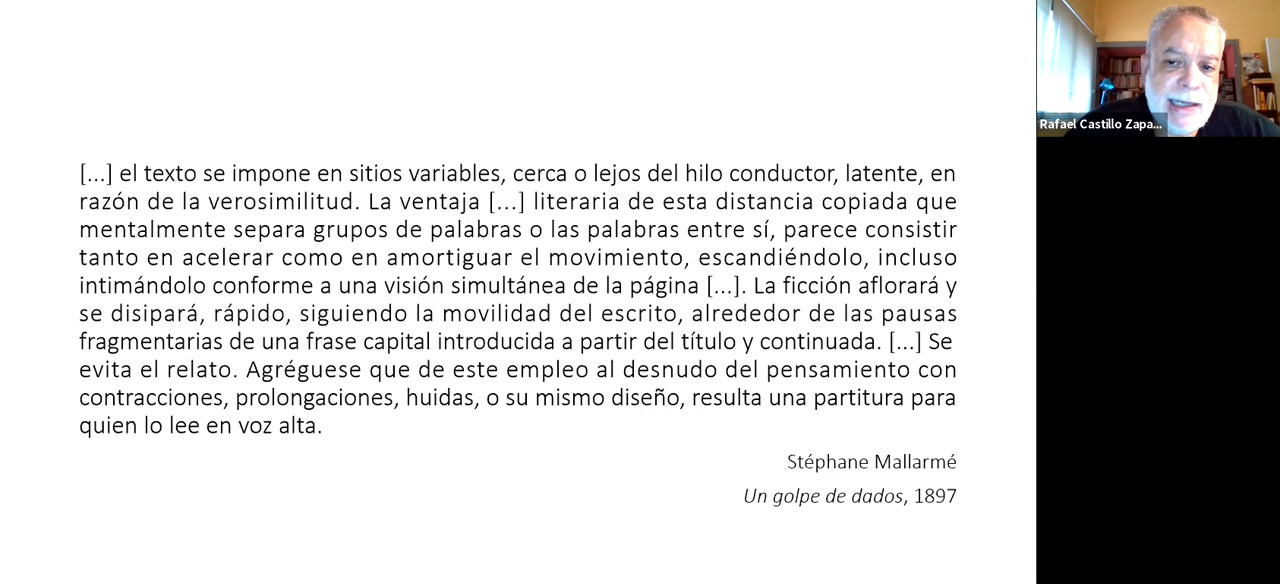 [...] el texto se impone en sitios variables, cerca o lejos del hilo conductor, latente, en
razón de la verosimilitud. La ventaja [...] literaria de esta distancia copiada que
mentalmente separa grupos de palabras o las palabras entre sí, parece consistir
tanto en acelerar como en amortiguar el movimiento, escandiéndolo, incluso
intimándolo conforme a una visión simultánea de la página [...]. La ficción aflorará y
se disipará, rápido, siguiendo la movilidad del escrito, alrededor de las pausas
fragmentarias de una frase capital introducida a partir del título y continuada. [...] Se
evita el relato. Agréguese que de este empleo al desnudo del pensamiento con
contracciones, prolongaciones, huidas, o su mismo diseño, resulta una partitura para
quien lo lee en voz alta.
Stéphane Mallarmé
Un golpe de dados, 1897
Rafael Castillo Zapa...